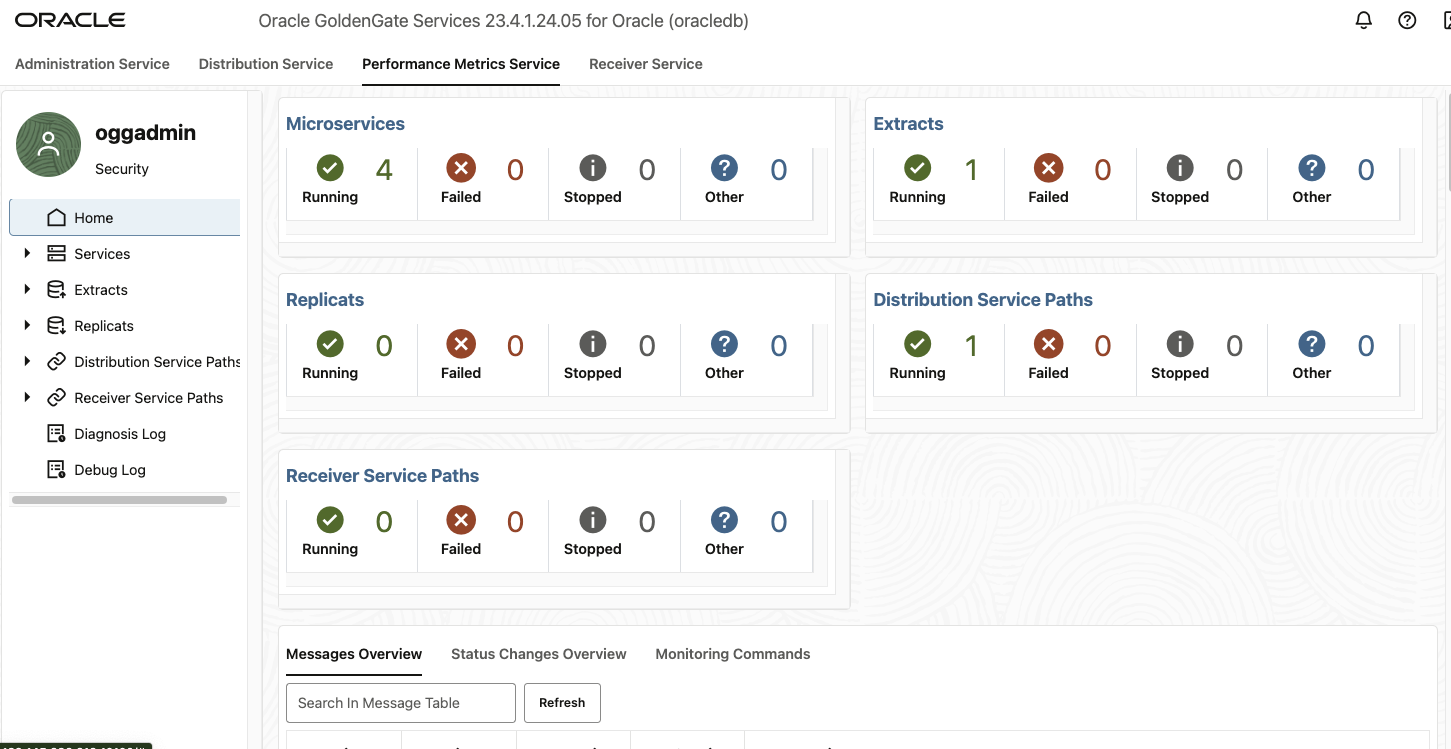 ORACLE
Oracle GoldenGate Services 23.4.1.24.05 for Oracle (oracledb)
Administration Service Distribution Service Performance Metrics Service Receiver Service
oggadmin
Security
Home
Services
Extracts
Replicats
Distribution Service Paths
Receiver Service Paths
Diagnosis Log
Debug Log
Microservices
4 0 0 0
Running Failed Stopped Other
Extracts
1 0 0 0
Running Failed Stopped Other
Replicats
0 0 0 0
Running Failed Stopped Other
Distribution Service Paths
1 0 0 0
Running Failed Stopped Other
Receiver Service Paths
0 0 0 0
Running Failed Stopped Other
Messages Overview Status Changes Overview Monitoring Commands
Search In Message Table Refresh